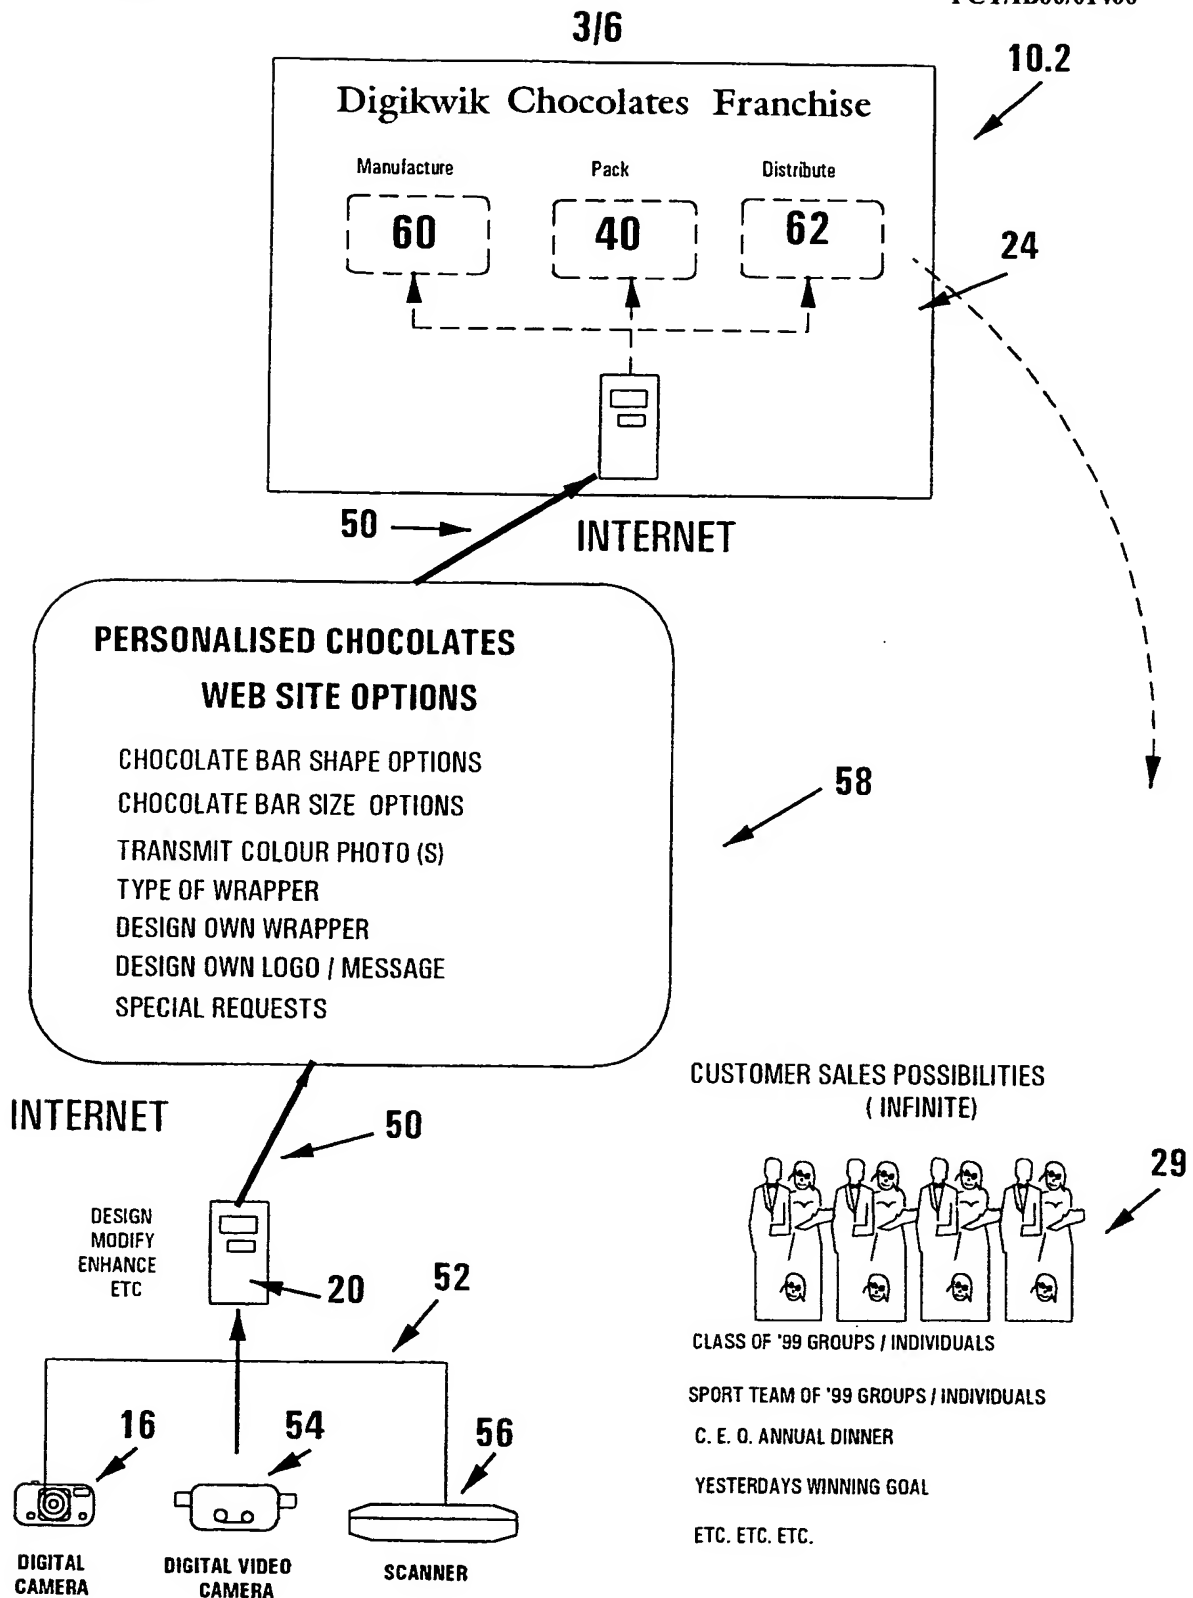 3/6
10.2
Digikwik Chocolates Franchise
Manufacture
Pack
Distribute
60
40
62
24
50
INTERNET
PERSONALISED CHOCOLATES
WEB SITE OPTIONS
CHOCOLATE BAR SHAPE OPTIONS
CHOCOLATE BAR SIZE OPTIONS
TRANSMIT COLOUR PHOTO (S)
TYPE OF WRAPPER
DESIGN OWN WRAPPER
DESIGN OWN LOGO / MESSAGE
SPECIAL REQUESTS
58
INTERNET
50
DESIGN
MODIFY
ENHANCE
ETC
20
52
16
54
56
DIGITAL
CAMERA
DIGITAL VIDEO
CAMERA
SCANNER
CUSTOMER SALES POSSIBILITIES
( INFINITE)
29
CLASS OF '99 GROUPS / INDIVIDUALS
SPORT TEAM OF '99 GROUPS / INDIVIDUALS
C. E. O. ANNUAL DINNER
YESTERDAYS WINNING GOAL
ETC. ETC. ETC.